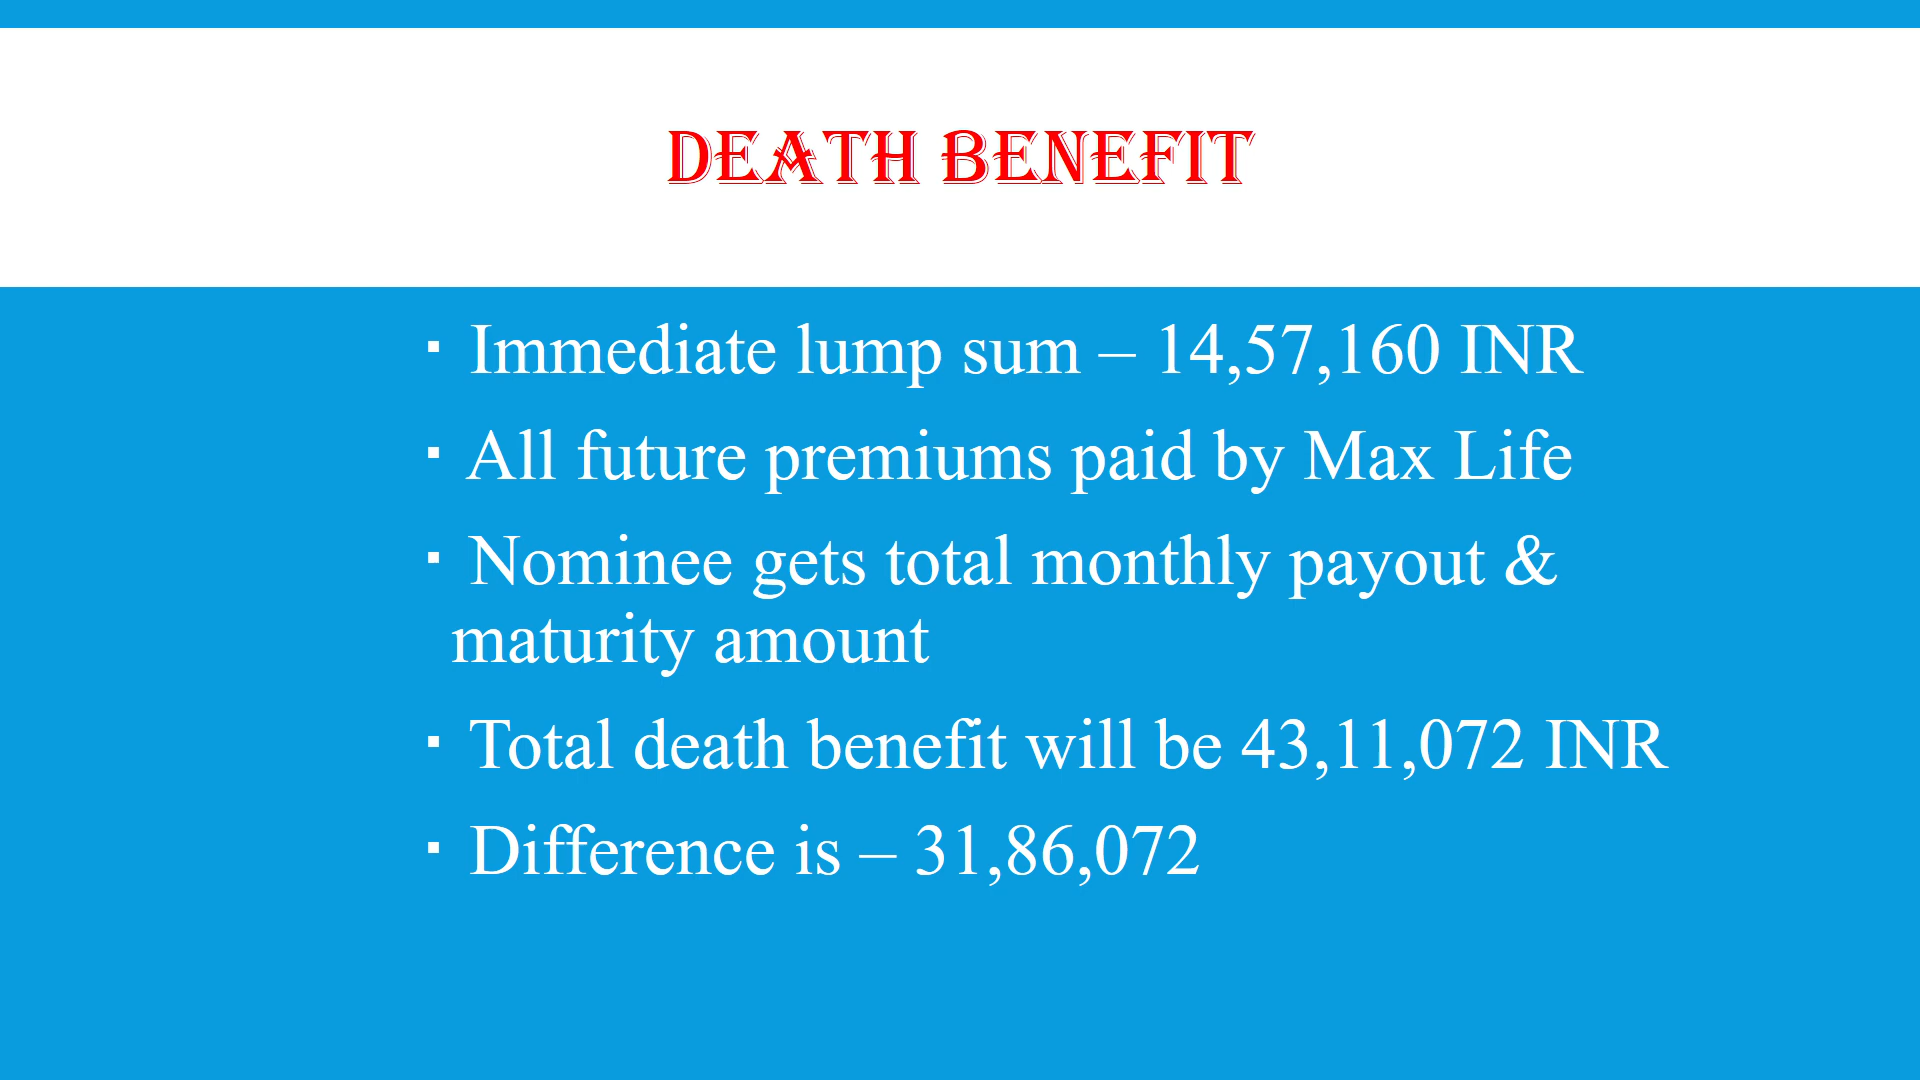 DEATH BENEFIT
▪ Immediate lump sum – 14,57,160 INR
▪ All future premiums paid by Max Life
▪ Nominee gets total monthly payout &
maturity amount
▪ Total death benefit will be 43,11,072 INR
▪ Difference is – 31,86,072